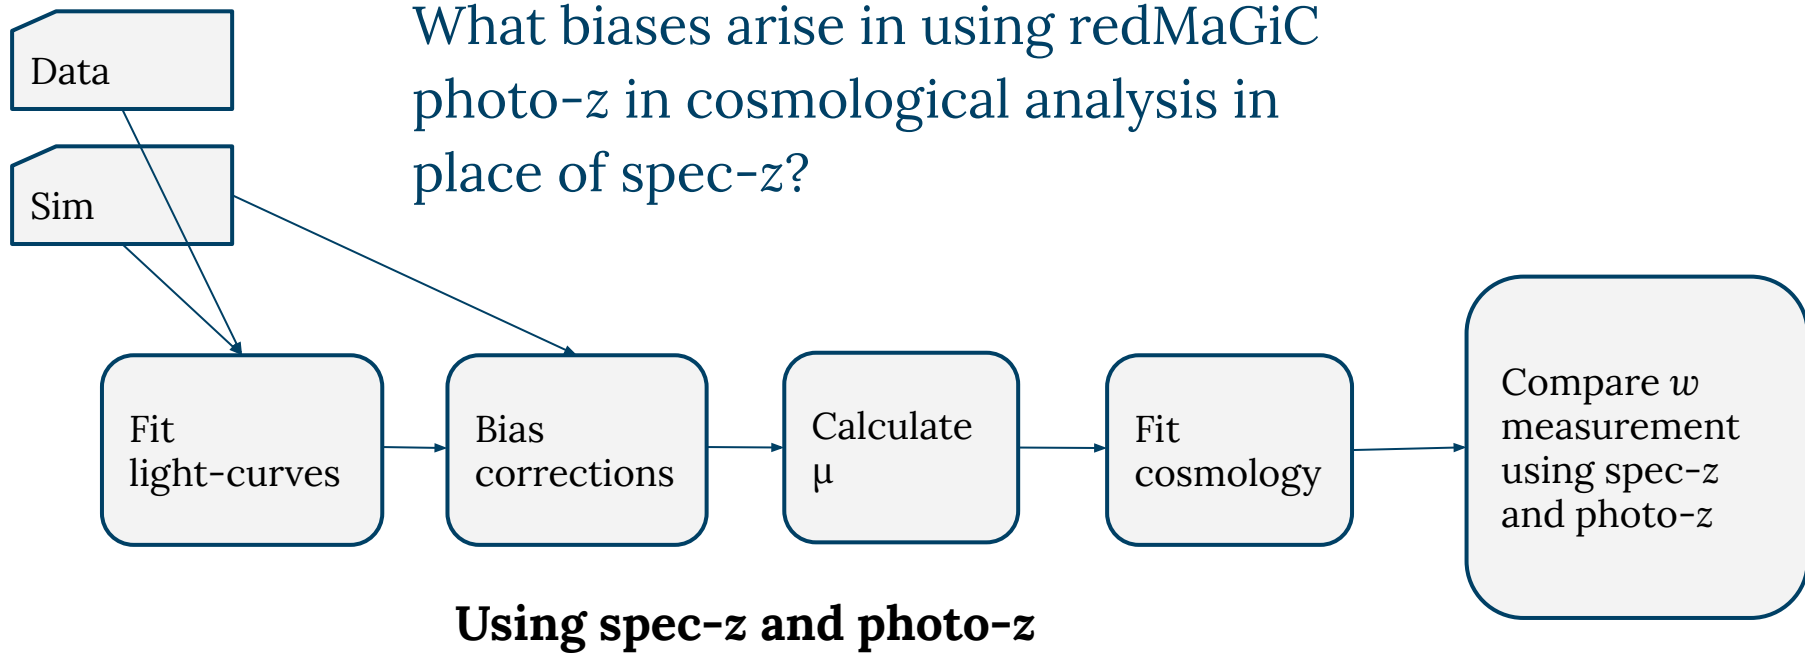 What biases arise in using redMaGiC
photo-z in cosmological analysis in
place of spec-z?
Data
Sim
Fit
light-curves
Bias
corrections
Calculate
μ
Fit
cosmology
Compare w
measurement
using spec-z
and photo-z
Using spec-z and photo-z